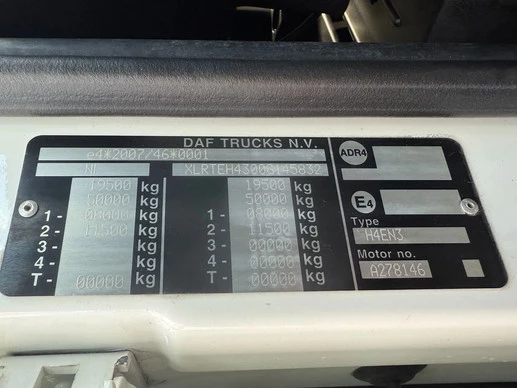 DAF TRUCKS N.V.
e4*2007/46*0001
NL XLRTEH4300G145832
19500 kg 19500 kg
50000 kg 50000 kg
1- 08000 kg 1- 08000 kg
2- 11500 kg 2- 11500 kg
3- kg 3- 00000 kg
4- kg 4- 00000 kg
T- 00000 kg T- 00000 kg
ADR4
E4
Type
H4EN3
Motor no.
A278146